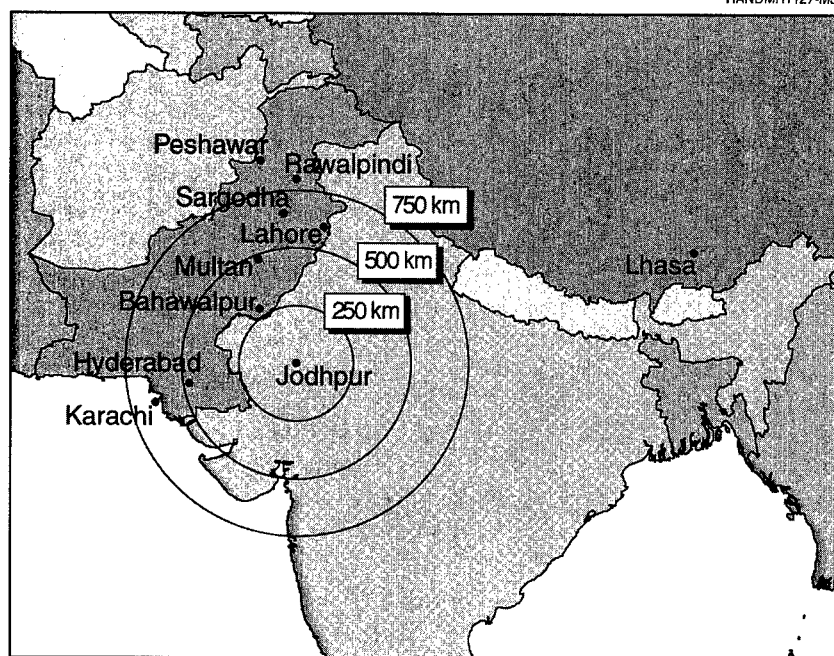 Peshawar
Rawalpindi
Sargodha
750 km
Lahore
500 km
Multan
Lhasa
Bahawalpur
250 km
Hyderabad
Jodhpur
Karachi